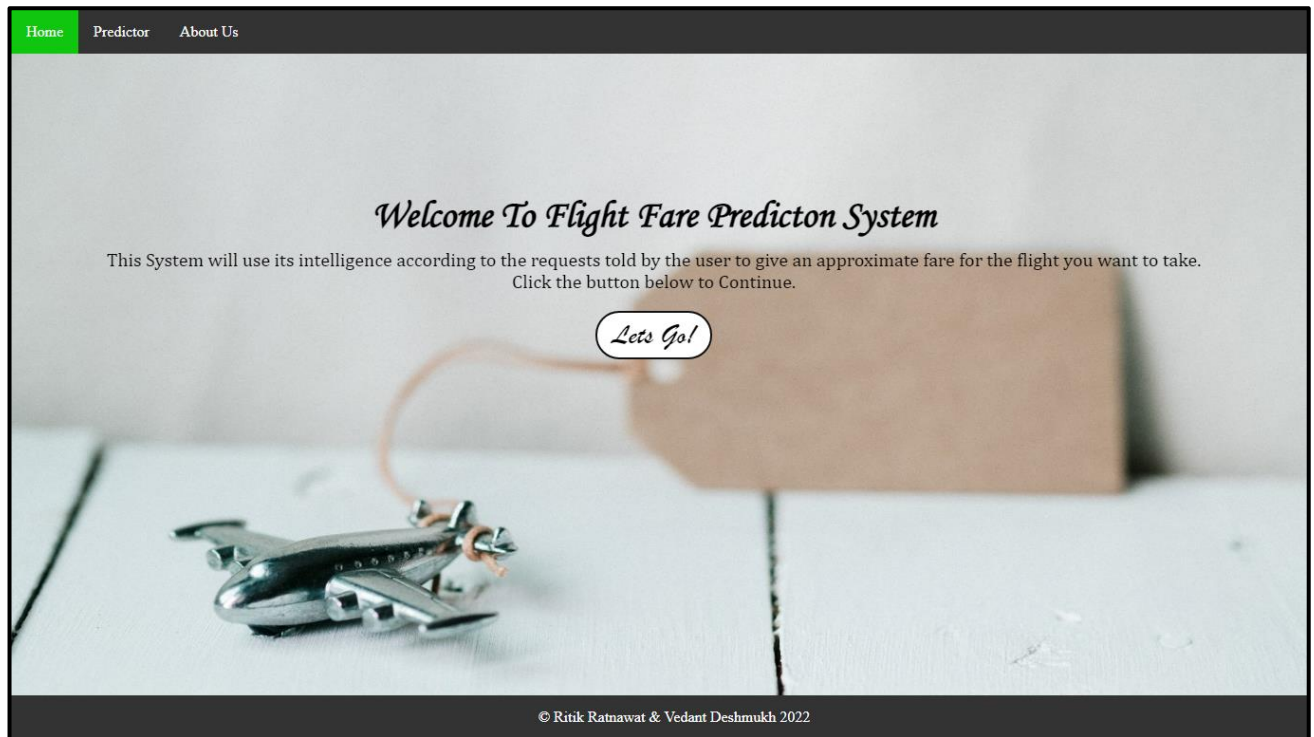 Home Predictor About Us
Welcome To Flight Fare Predicton System
This System will use its intelligence according to the requests told by the user to give an approximate fare for the flight you want to take.
Click the button below to Continue.
Lets Go!
© Ritik Ratnawat & Vedant Deshmukh 2022